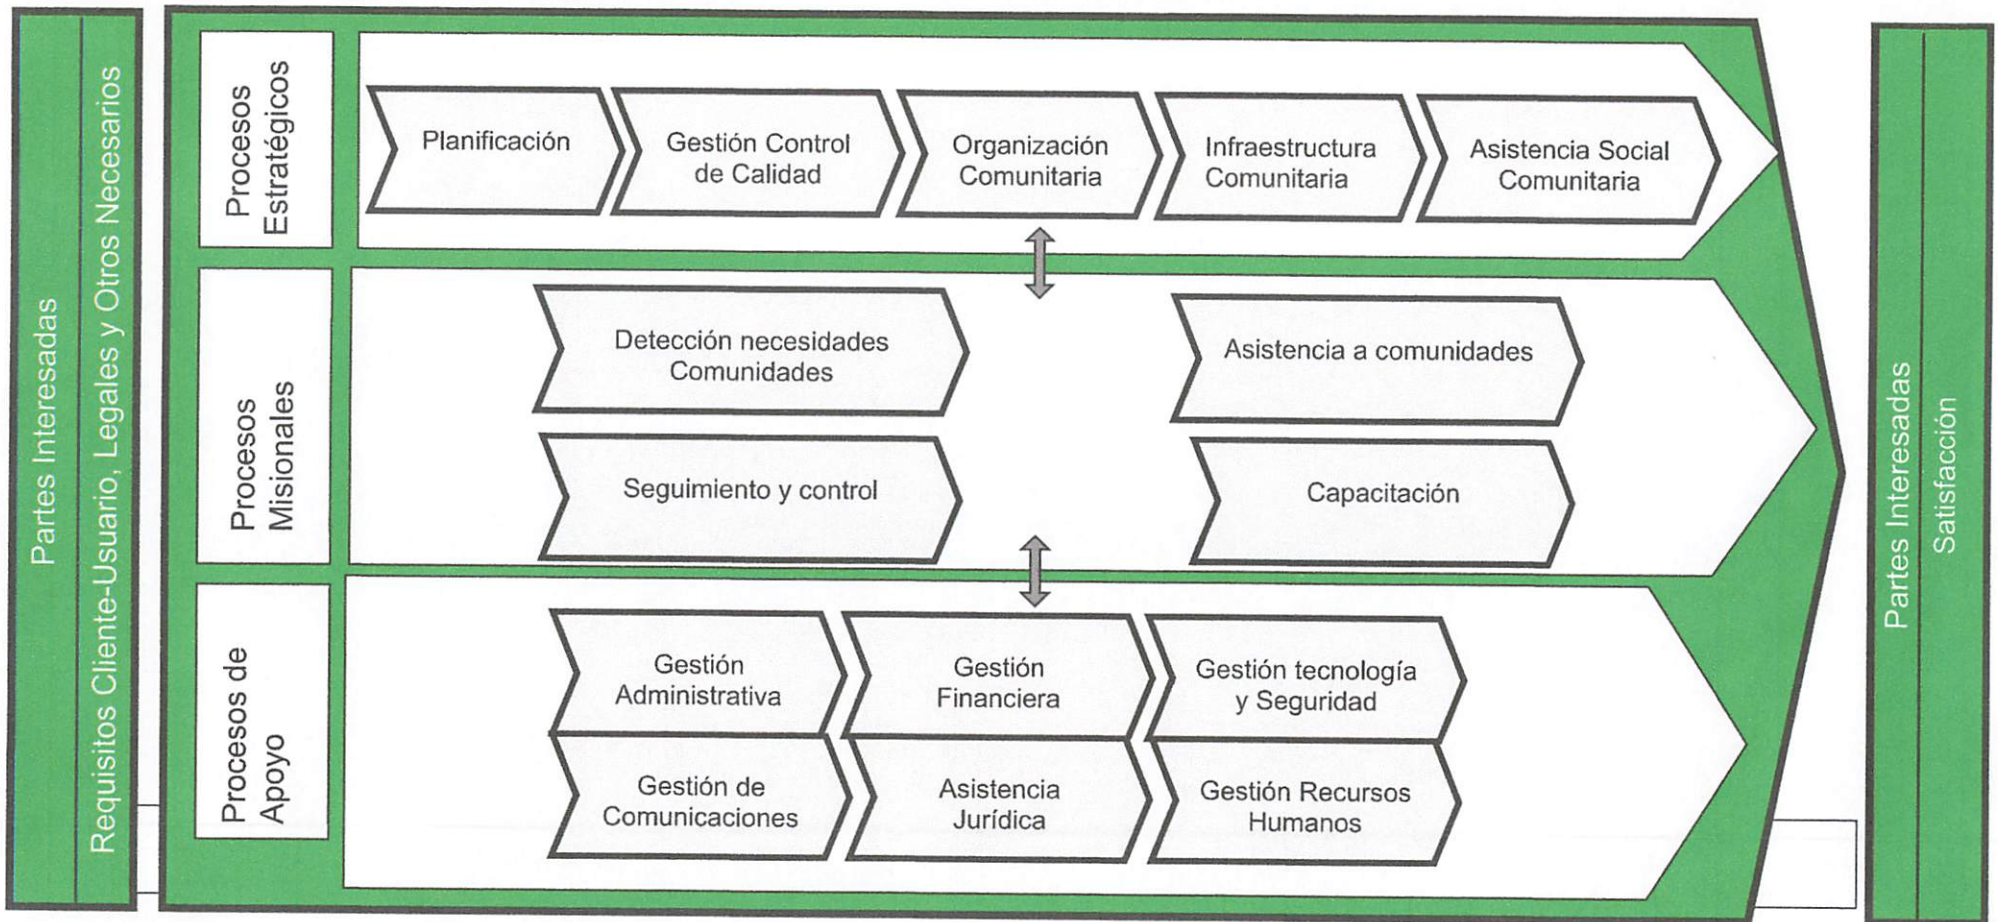 Partes Interesadas
Requisitos Cliente-Usuario, Legales y Otros Necesarios
Procesos
Estratégicos
Planificación
Gestión Control
de Calidad
Organización
Comunitaria
Infraestructura
Comunitaria
Asistencia Social
Comunitaria
Procesos
Misionales
Detección necesidades
Comunidades
Asistencia a comunidades
Seguimiento y control
Capacitación
Procesos de
Apoyo
Gestión
Administrativa
Gestión
Financiera
Gestión tecnología
y Seguridad
Gestión de
Comunicaciones
Asistencia
Jurídica
Gestión Recursos
Humanos
Partes Interesadas
Satisfacción